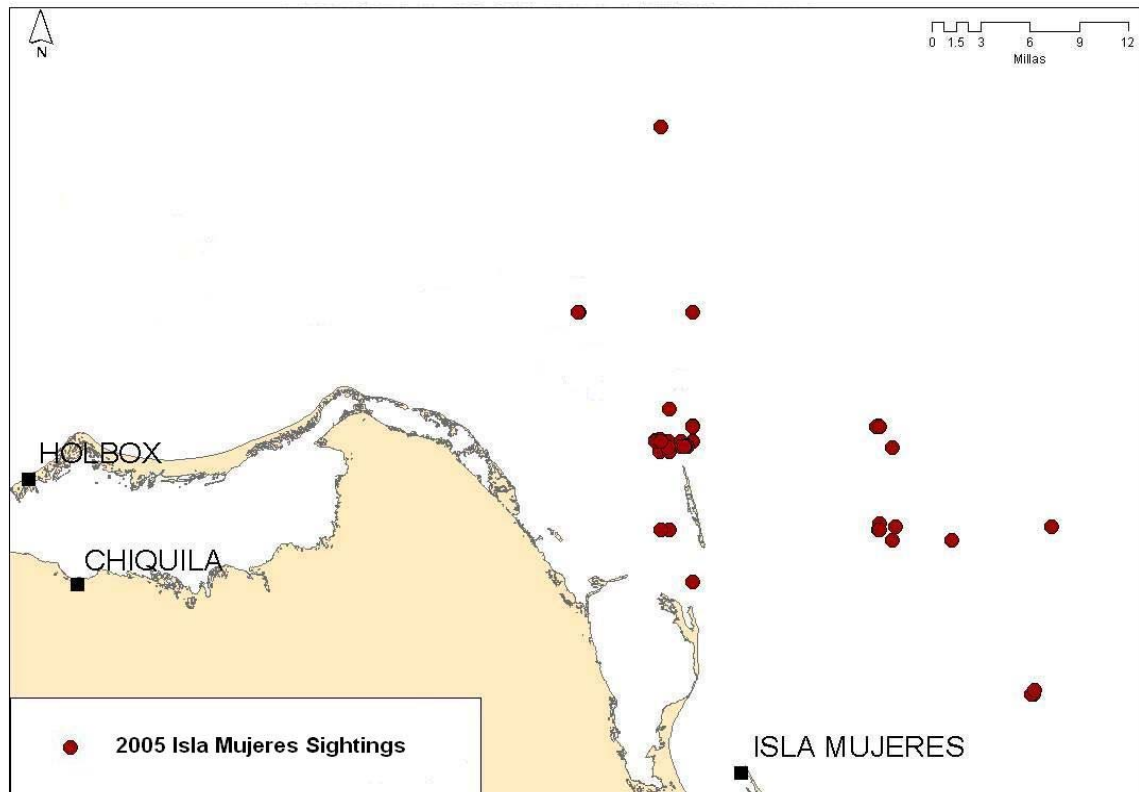 N
0 1.5 3 6 9 12
Millas
HOLBOX
CHIQUILA
2005 Isla Mujeres Sightings
ISLA MUJERES